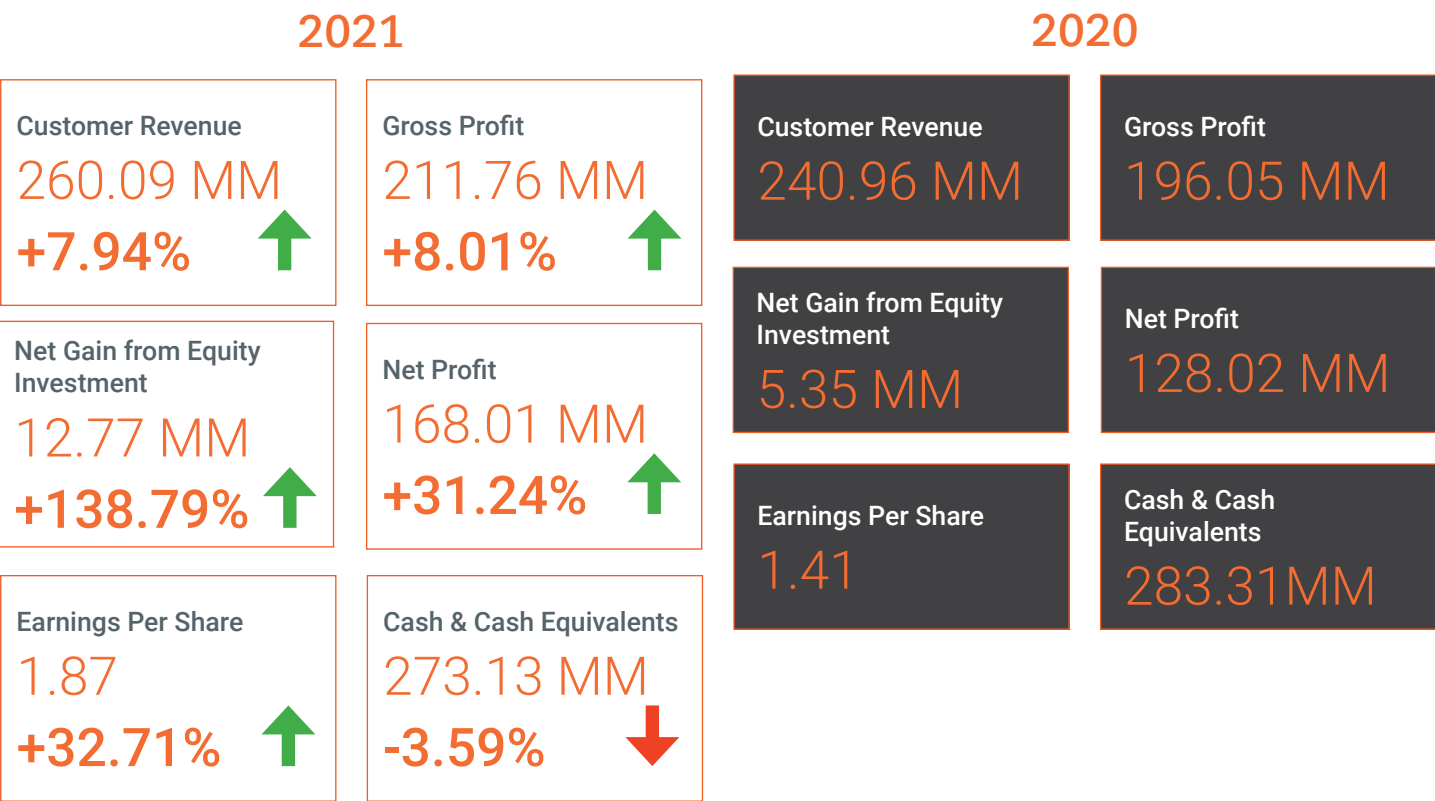 2021
Customer Revenue
260.09 MM
+7.94%
Gross Profit
211.76 MM
+8.01%
Net Gain from Equity
Investment
12.77 MM
+138.79%
Net Profit
168.01 MM
+31.24%
Earnings Per Share
1.87
+32.71%
Cash & Cash Equivalents
273.13 MM
-3.59%
2020
Customer Revenue
240.96 MM
Gross Profit
196.05 MM
Net Gain from Equity
Investment
5.35 MM
Net Profit
128.02 MM
Earnings Per Share
1.41
Cash & Cash
Equivalents
283.31MM